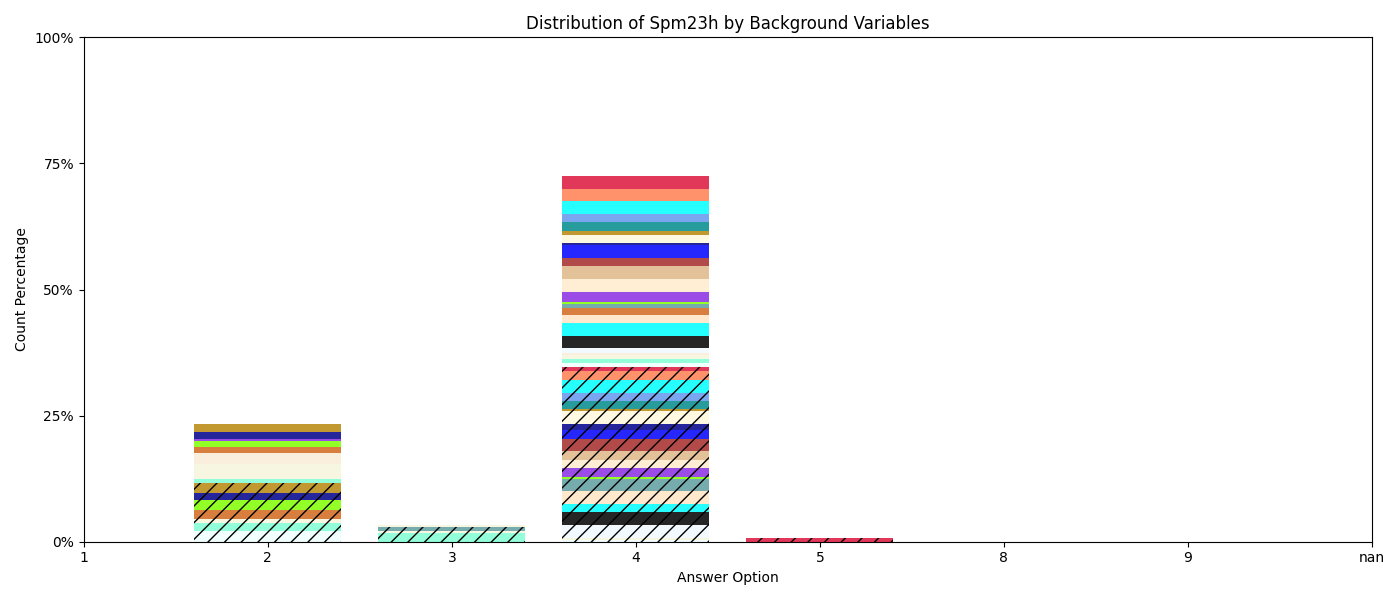 Distribution of Spm23h by Background Variables
100%
75%
50%
25%
0%
Count Percentage
1 2 3 4 5 8 9 nan
Answer Option